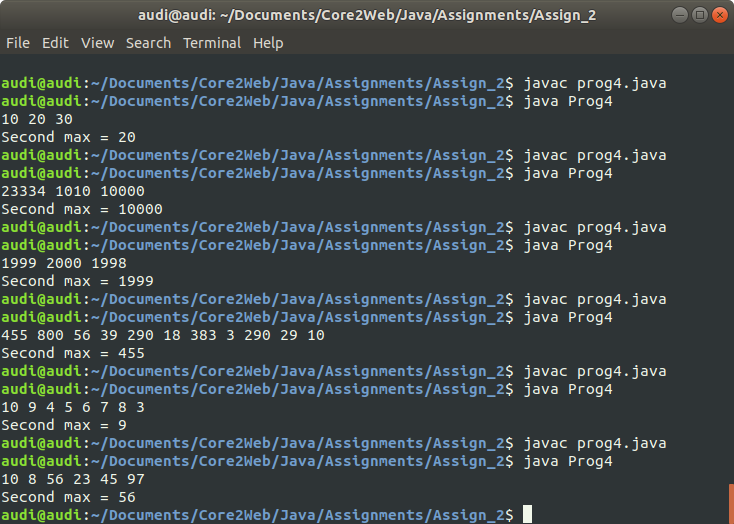 audi@audi: ~/Documents/Core2Web/Java/Assignments/Assign_2
File Edit View Search Terminal Help
audi@audi:~/Documents/Core2Web/Java/Assignments/Assign_2$ javac prog4.java
audi@audi:~/Documents/Core2Web/Java/Assignments/Assign_2$ java Prog4
10 20 30
Second max = 20
audi@audi:~/Documents/Core2Web/Java/Assignments/Assign_2$ javac prog4.java
audi@audi:~/Documents/Core2Web/Java/Assignments/Assign_2$ java Prog4
23334 1010 10000
Second max = 10000
audi@audi:~/Documents/Core2Web/Java/Assignments/Assign_2$ javac prog4.java
audi@audi:~/Documents/Core2Web/Java/Assignments/Assign_2$ java Prog4
1999 2000 1998
Second max = 1999
audi@audi:~/Documents/Core2Web/Java/Assignments/Assign_2$ javac prog4.java
audi@audi:~/Documents/Core2Web/Java/Assignments/Assign_2$ java Prog4
455 800 56 39 290 18 383 3 290 29 10
Second max = 455
audi@audi:~/Documents/Core2Web/Java/Assignments/Assign_2$ javac prog4.java
audi@audi:~/Documents/Core2Web/Java/Assignments/Assign_2$ java Prog4
10 9 4 5 6 7 8 3
Second max = 9
audi@audi:~/Documents/Core2Web/Java/Assignments/Assign_2$ javac prog4.java
audi@audi:~/Documents/Core2Web/Java/Assignments/Assign_2$ java Prog4
10 8 56 23 45 97
Second max = 56
audi@audi:~/Documents/Core2Web/Java/Assignments/Assign_2$